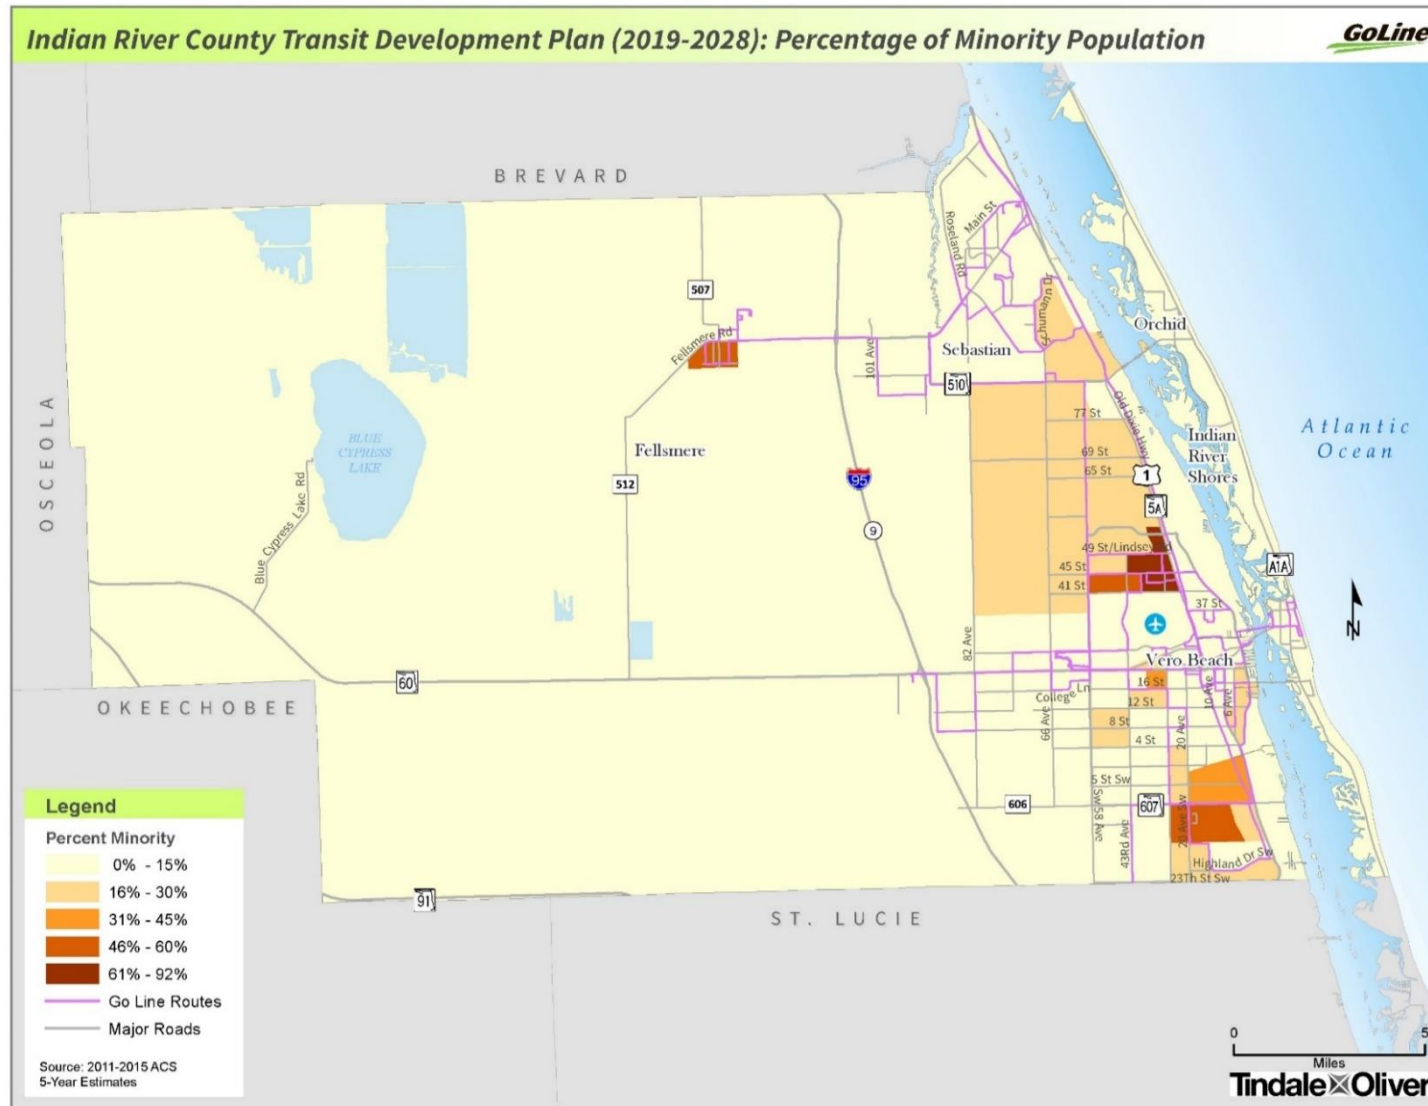 Indian River County Transit Development Plan (2019-2028): Percentage of Minority Population
GoLine
BREVARD
OSCEOLA
OKEECHOBEE
ST. LUCIE
Atlantic
Ocean
BLUE
CYPRESS
LAKE
Blue Cypress Lake Rd
507
Fellsmere Rd
Fellsmere
512
95
9
60
91
101 Ave
Roseland Rd
Main St
Schumann Dr
Sebastian
510
Orchid
Old Dixie Hwy
77 St
69 St
65 St
Indian
River
Shores
1
5A
49 St/Lindsey Rd
45 St
41 St
A1A
37 St
82 Ave
Vero Beach
16 St
College Ln
12 St
66 Ave
8 St
4 St
20 Ave
10 Ave
6 Ave
5 St Sw
606
607
Sw 58 Ave
43Rd Ave
20 Ave Sw
Highland Dr Sw
23Th St Sw
N
Legend
Percent Minority
0% - 15%
16% - 30%
31% - 45%
46% - 60%
61% - 92%
Go Line Routes
Major Roads
Source: 2011-2015 ACS
5-Year Estimates
0 5
Miles
Tindale Oliver